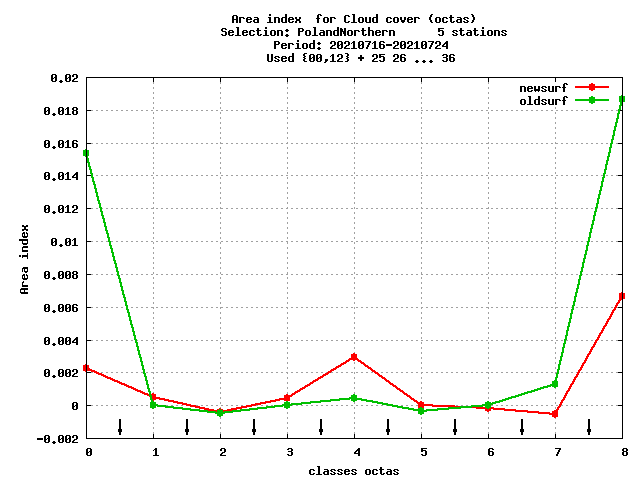 Area index  for Cloud cover (octas)
Selection: PolandNorthern      5 stations
Period: 20210716-20210724
Used {00,12} + 25 26 ... 36
newsurf
oldsurf
0.02
0.018
0.016
0.014
0.012
0.01
0.008
0.006
0.004
0.002
0
-0.002
Area index
0 1 2 3 4 5 6 7 8
classes octas